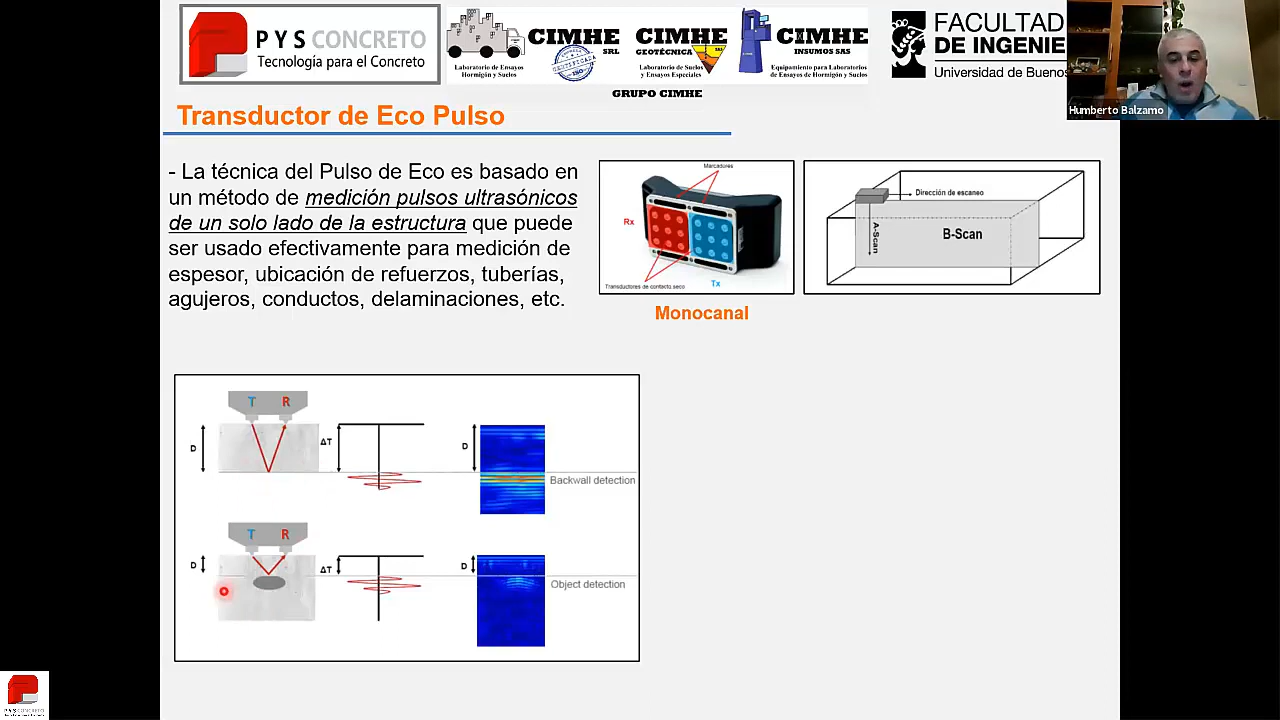 PYS CONCRETO
Tecnología para el Concreto
CIMHE
SRL
Laboratorio de Ensayos
Hormigón y Suelos
CIMHE
GEOTÉCNICA
Laboratorio de Suelos
y Ensayos Especiales
CIMHE
INSUMOS SAS
Equipamiento para Laboratorios
de Ensayos de Hormigón y Suelos
GRUPO CIMHE
FACULTAD
DE INGENIE
Universidad de Buenos
Humberto Balzamo
Transductor de Eco Pulso
- La técnica del Pulso de Eco es basado en
un método de medición pulsos ultrasónicos
de un solo lado de la estructura que puede
ser usado efectivamente para medición de
espesor, ubicación de refuerzos, tuberías,
agujeros, conductos, delaminaciones, etc.
Marcadores
Rx
Tx
Transductores de contacto seco
Monocanal
Dirección de escaneo
A-Scan
B-Scan
T R
D
ΔT
D
Backwall detection
T R
D
ΔT
D
Object detection